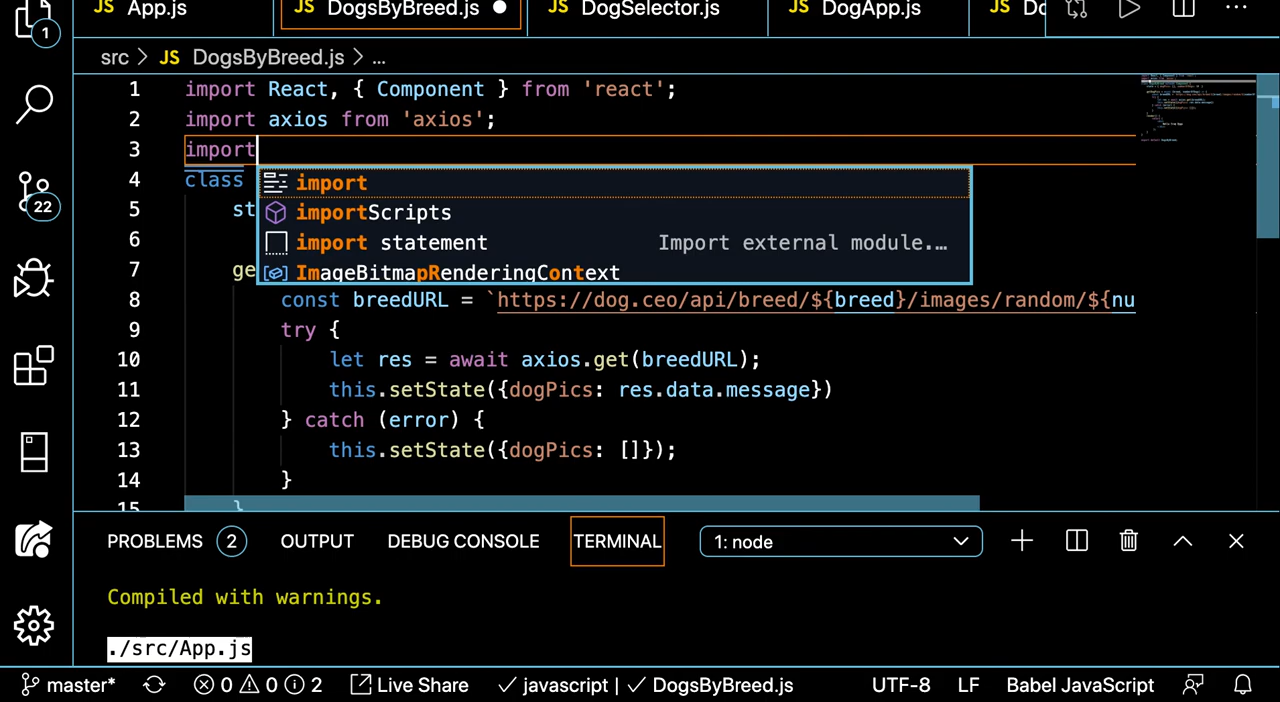 JS App.js JS DogsByBreed.js ● JS DogSelector.js JS DogApp.js JS
1
src > JS DogsByBreed.js > ...
1 import React, { Component } from 'react';
2 import axios from 'axios';
3 import
4 class
5 st
6
7 ge
import
importScripts
import statement Import external module.…
ImageBitmapRenderingContext
8 const breedURL = `https://dog.ceo/api/breed/${breed}/images/random/${nu
9 try {
10 let res = await axios.get(breedURL);
11 this.setState({dogPics: res.data.message})
12 } catch (error) {
13 this.setState({dogPics: []});
14 }
15 }
22
PROBLEMS 2 OUTPUT DEBUG CONSOLE TERMINAL 1: node
Compiled with warnings.
./src/App.js
master* 0 0 2 Live Share ✓ javascript | ✓ DogsByBreed.js UTF-8 LF Babel JavaScript